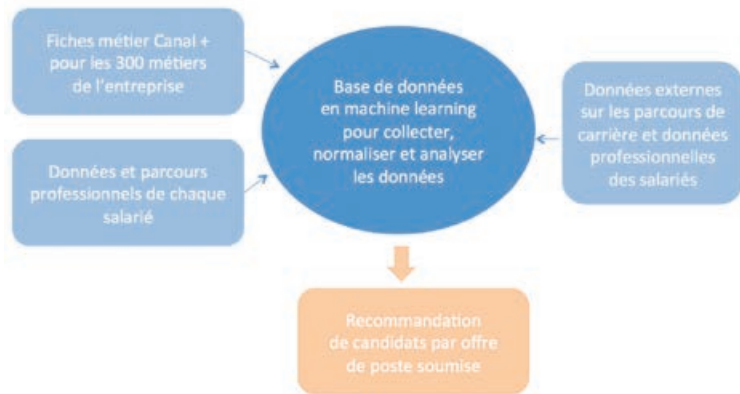 Fiches métier Canal +
pour les 300 métiers
de l'entreprise
Données et parcours
professionnels de chaque
salarié
Base de données
en machine learning
pour collecter,
normaliser et analyser
les données
Données externes
sur les parcours de
carrière et données
professionnelles
des salariés
Recommandation
de candidats par offre
de poste soumise